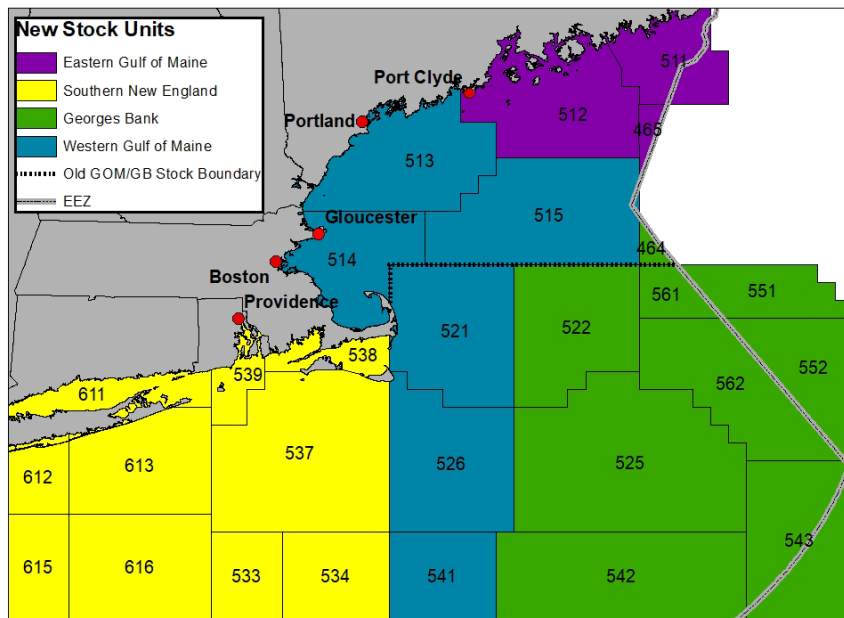 New Stock Units
Eastern Gulf of Maine
Southern New England
Georges Bank
Western Gulf of Maine
Old GOM/GB Stock Boundary
EEZ
511
Port Clyde
512
Portland
465
513
515
Gloucester
464
514
Boston
561
551
Providence
521
522
538
552
539
562
611
537
526
525
613
612
543
615
616
533
534
541
542